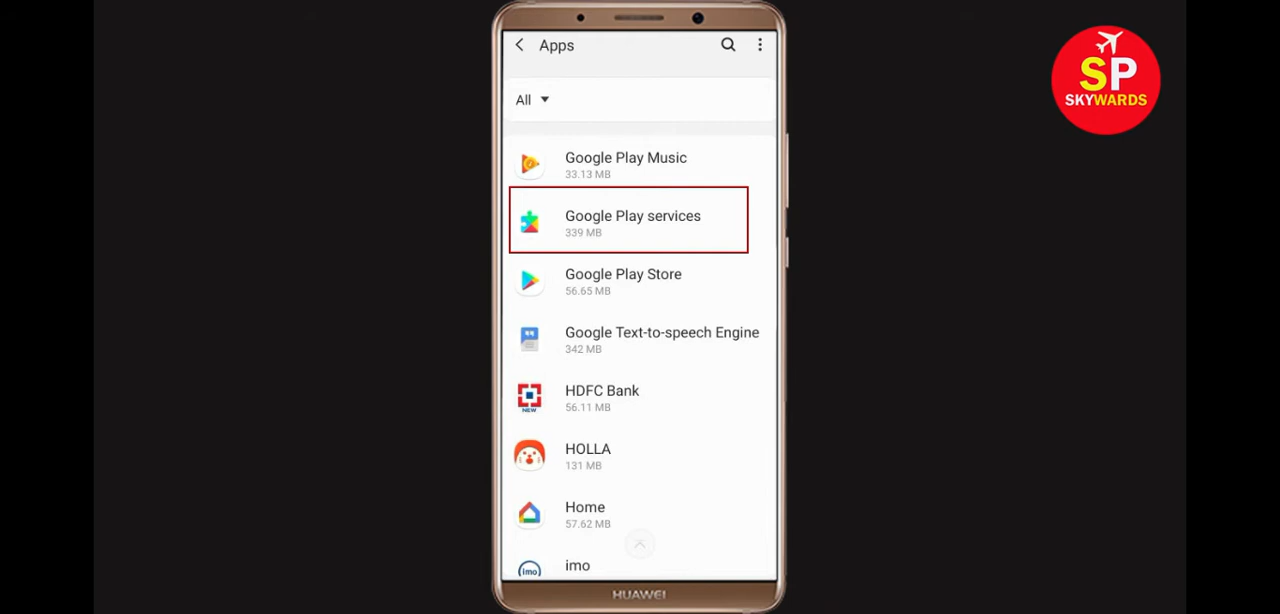 Apps
All
Google Play Music
33.13 MB
Google Play services
339 MB
Google Play Store
56.65 MB
Google Text-to-speech Engine
342 MB
HDFC Bank
56.11 MB
NEW
HOLLA
131 MB
Home
57.62 MB
imo
imo
HUAWEI
SP
SKYWARDS